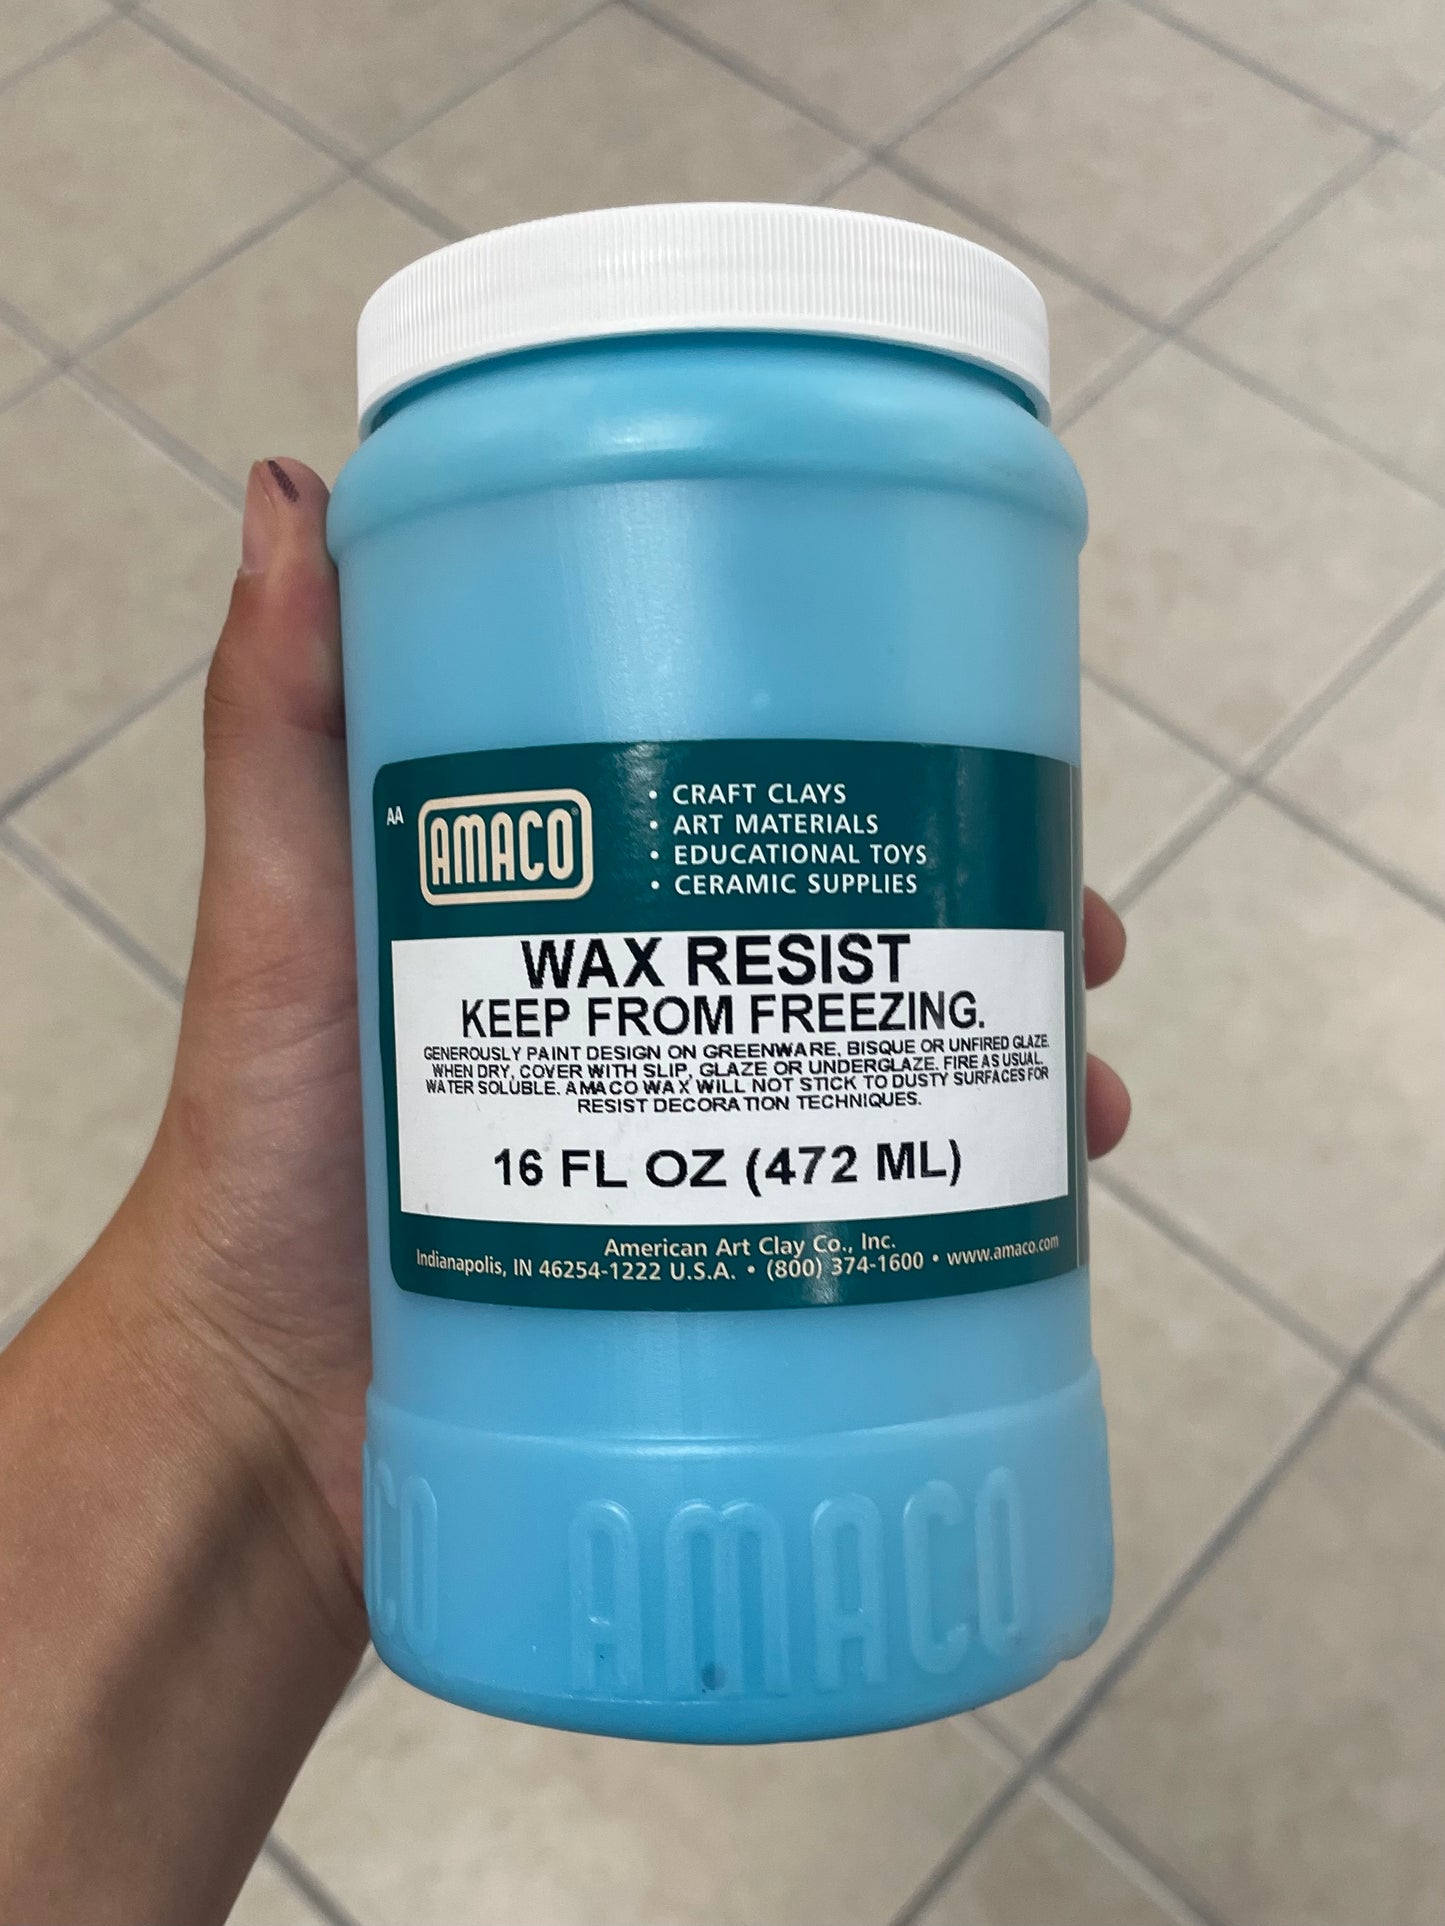 AA
AMACO®
• CRAFT CLAYS
• ART MATERIALS
• EDUCATIONAL TOYS
• CERAMIC SUPPLIES
WAX RESIST
KEEP FROM FREEZING.
GENEROUSLY PAINT DESIGN ON GREENWARE, BISQUE OR UNFIRED GLAZE.
WHEN DRY, COVER WITH SLIP, GLAZE OR UNDERGLAZE. FIRE AS USUAL.
WATER SOLUBLE. AMACO WAX WILL NOT STICK TO DUSTY SURFACES FOR
RESIST DECORATION TECHNIQUES.
16 FL OZ (472 ML)
American Art Clay Co., Inc.
Indianapolis, IN 46254-1222 U.S.A. • (800) 374-1600 • www.amaco.com
CO AMACO